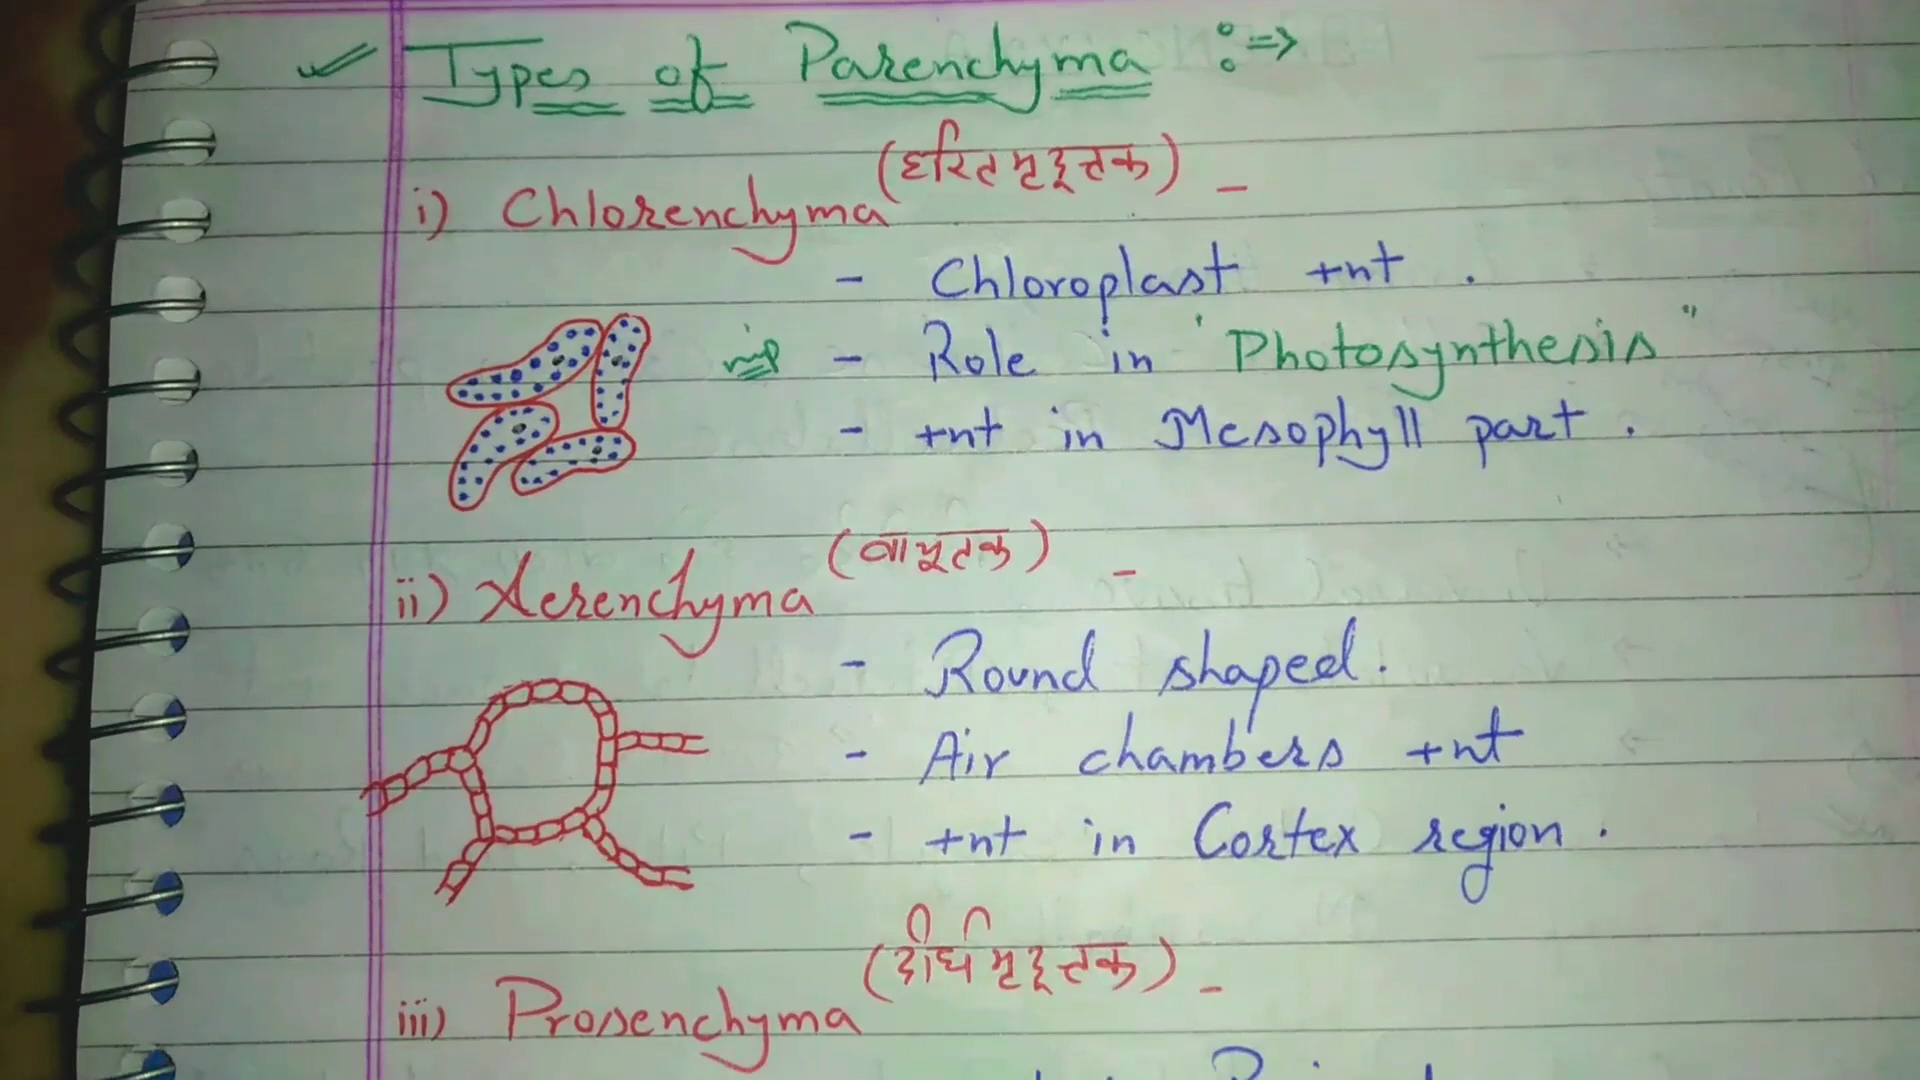 Types of Parenchyma :⇒
i) Chlorenchyma (हरित मृदूत्तक) -
- Chloroplast +nt .
imp - Role in "Photosynthesis"
- +nt in Mesophyll part .
ii) Aerenchyma (वायूतक) -
- Round shaped.
- Air chambers +nt
- +nt in Cortex region .
iii) Prosenchyma (दीर्घ मृदूत्तक) -